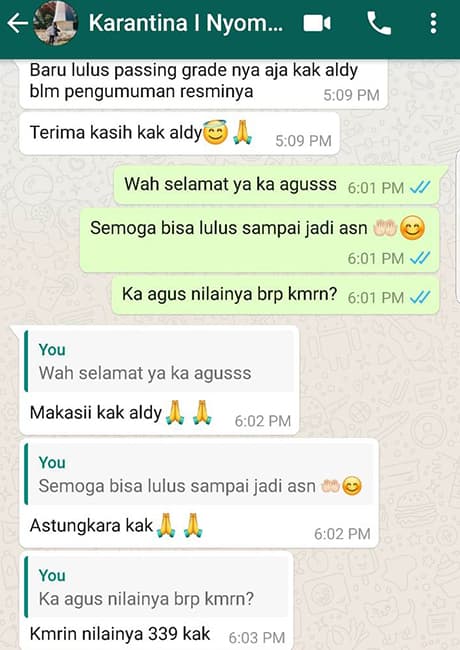 Karantina I Nyom...
Baru lulus passing grade nya aja kak aldy
blm pengumuman resminya
5:09 PM
Terima kasih kak aldy😇🙏
5:09 PM
Wah selamat ya ka agusss
6:01 PM
Semoga bisa lulus sampai jadi asn 🤲🏻😊
6:01 PM
Ka agus nilainya brp kmrn?
6:01 PM
You
Wah selamat ya ka agusss
Makasii kak aldy🙏 🙏
6:02 PM
You
Semoga bisa lulus sampai jadi asn 🤲🏻😊
Astungkara kak🙏 🙏
6:02 PM
You
Ka agus nilainya brp kmrn?
Kmrin nilainya 339 kak
6:03 PM